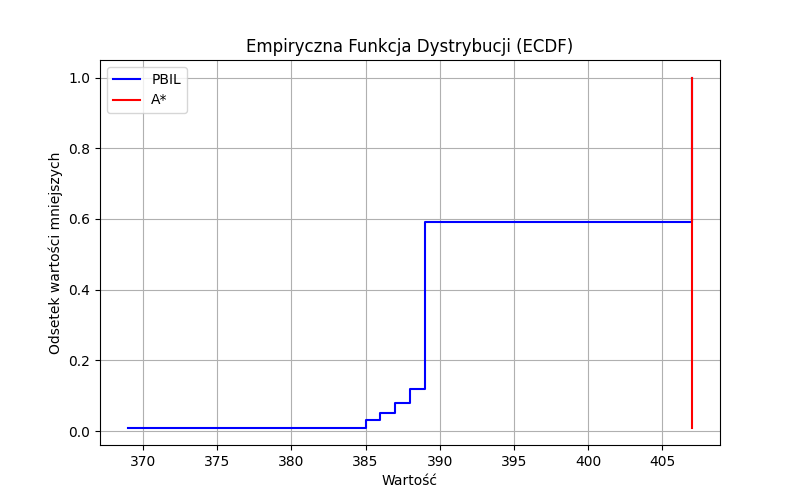 Empiryczna Funkcja Dystrybucji (ECDF)
PBIL
A*
Odsetek wartości mniejszych
1.0
0.8
0.6
0.4
0.2
0.0
370 375 380 385 390 395 400 405
Wartość